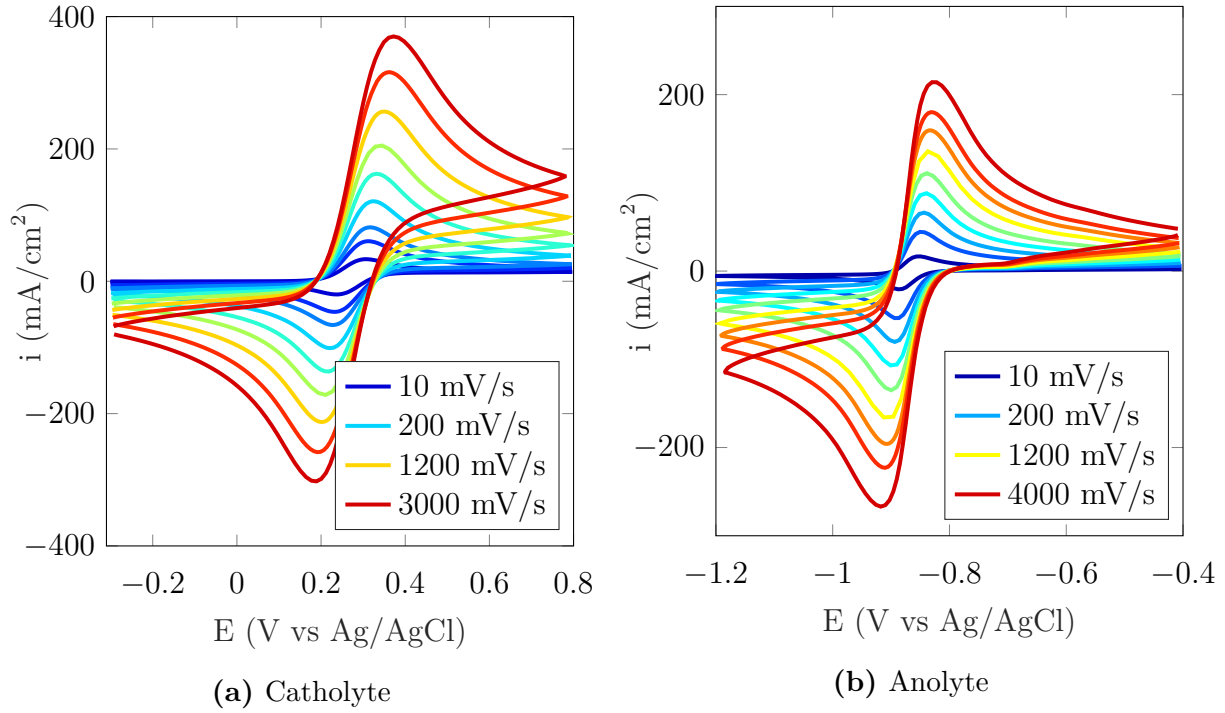 400
200
0
−200
−400
i (mA/cm²)
−0.2 0 0.2 0.4 0.6 0.8
E (V vs Ag/AgCl)
10 mV/s
200 mV/s
1200 mV/s
3000 mV/s
(a) Catholyte
200
0
−200
i (mA/cm²)
−1.2 −1 −0.8 −0.6 −0.4
E (V vs Ag/AgCl)
10 mV/s
200 mV/s
1200 mV/s
4000 mV/s
(b) Anolyte